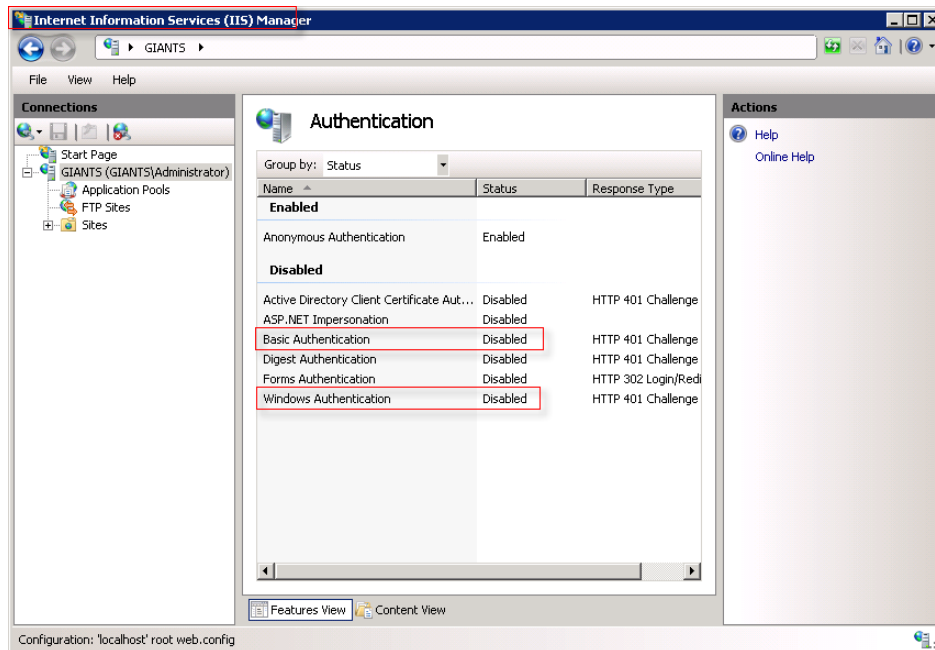 Internet Information Services (IIS) Manager
GIANTS
File View Help
Connections
Start Page
GIANTS (GIANTS\Administrator)
Application Pools
FTP Sites
Sites
Authentication
Group by: Status
Name Status Response Type
Enabled
Anonymous Authentication Enabled
Disabled
Active Directory Client Certificate Aut... Disabled HTTP 401 Challenge
ASP.NET Impersonation Disabled
Basic Authentication Disabled HTTP 401 Challenge
Digest Authentication Disabled HTTP 401 Challenge
Forms Authentication Disabled HTTP 302 Login/Redi
Windows Authentication Disabled HTTP 401 Challenge
Features View Content View
Actions
Help
Online Help
Configuration: 'localhost' root web.config